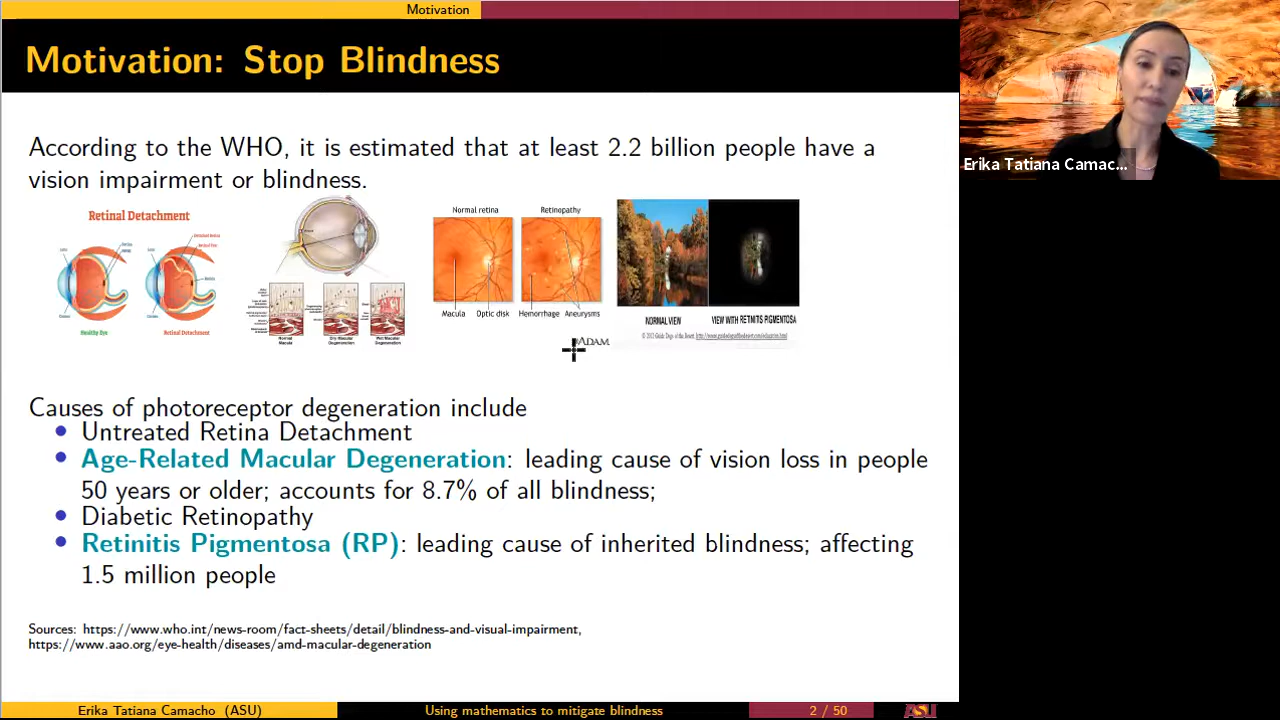 Motivation
Motivation: Stop Blindness
According to the WHO, it is estimated that at least 2.2 billion people have a
vision impairment or blindness.
Retinal Detachment
Healthy Eye
Retinal Detachment
Normal Macula
Dry Macular Degeneration
Wet Macular Degeneration
Normal retina
Retinopathy
Macula
Optic disk
Hemorrhage
Aneurysms
ADAM
NORMAL VIEW
VIEW WITH RETINITS PIGMENTOSA
Causes of photoreceptor degeneration include
Untreated Retina Detachment
Age-Related Macular Degeneration: leading cause of vision loss in people
50 years or older; accounts for 8.7% of all blindness;
Diabetic Retinopathy
Retinitis Pigmentosa (RP): leading cause of inherited blindness; affecting
1.5 million people
Sources: https://www.who.int/news-room/fact-sheets/detail/blindness-and-visual-impairment,
https://www.aao.org/eye-health/diseases/amd-macular-degeneration
Erika Tatiana Camacho (ASU)
Using mathematics to mitigate blindness
2 / 50
ASU
Erika Tatiana Camac...